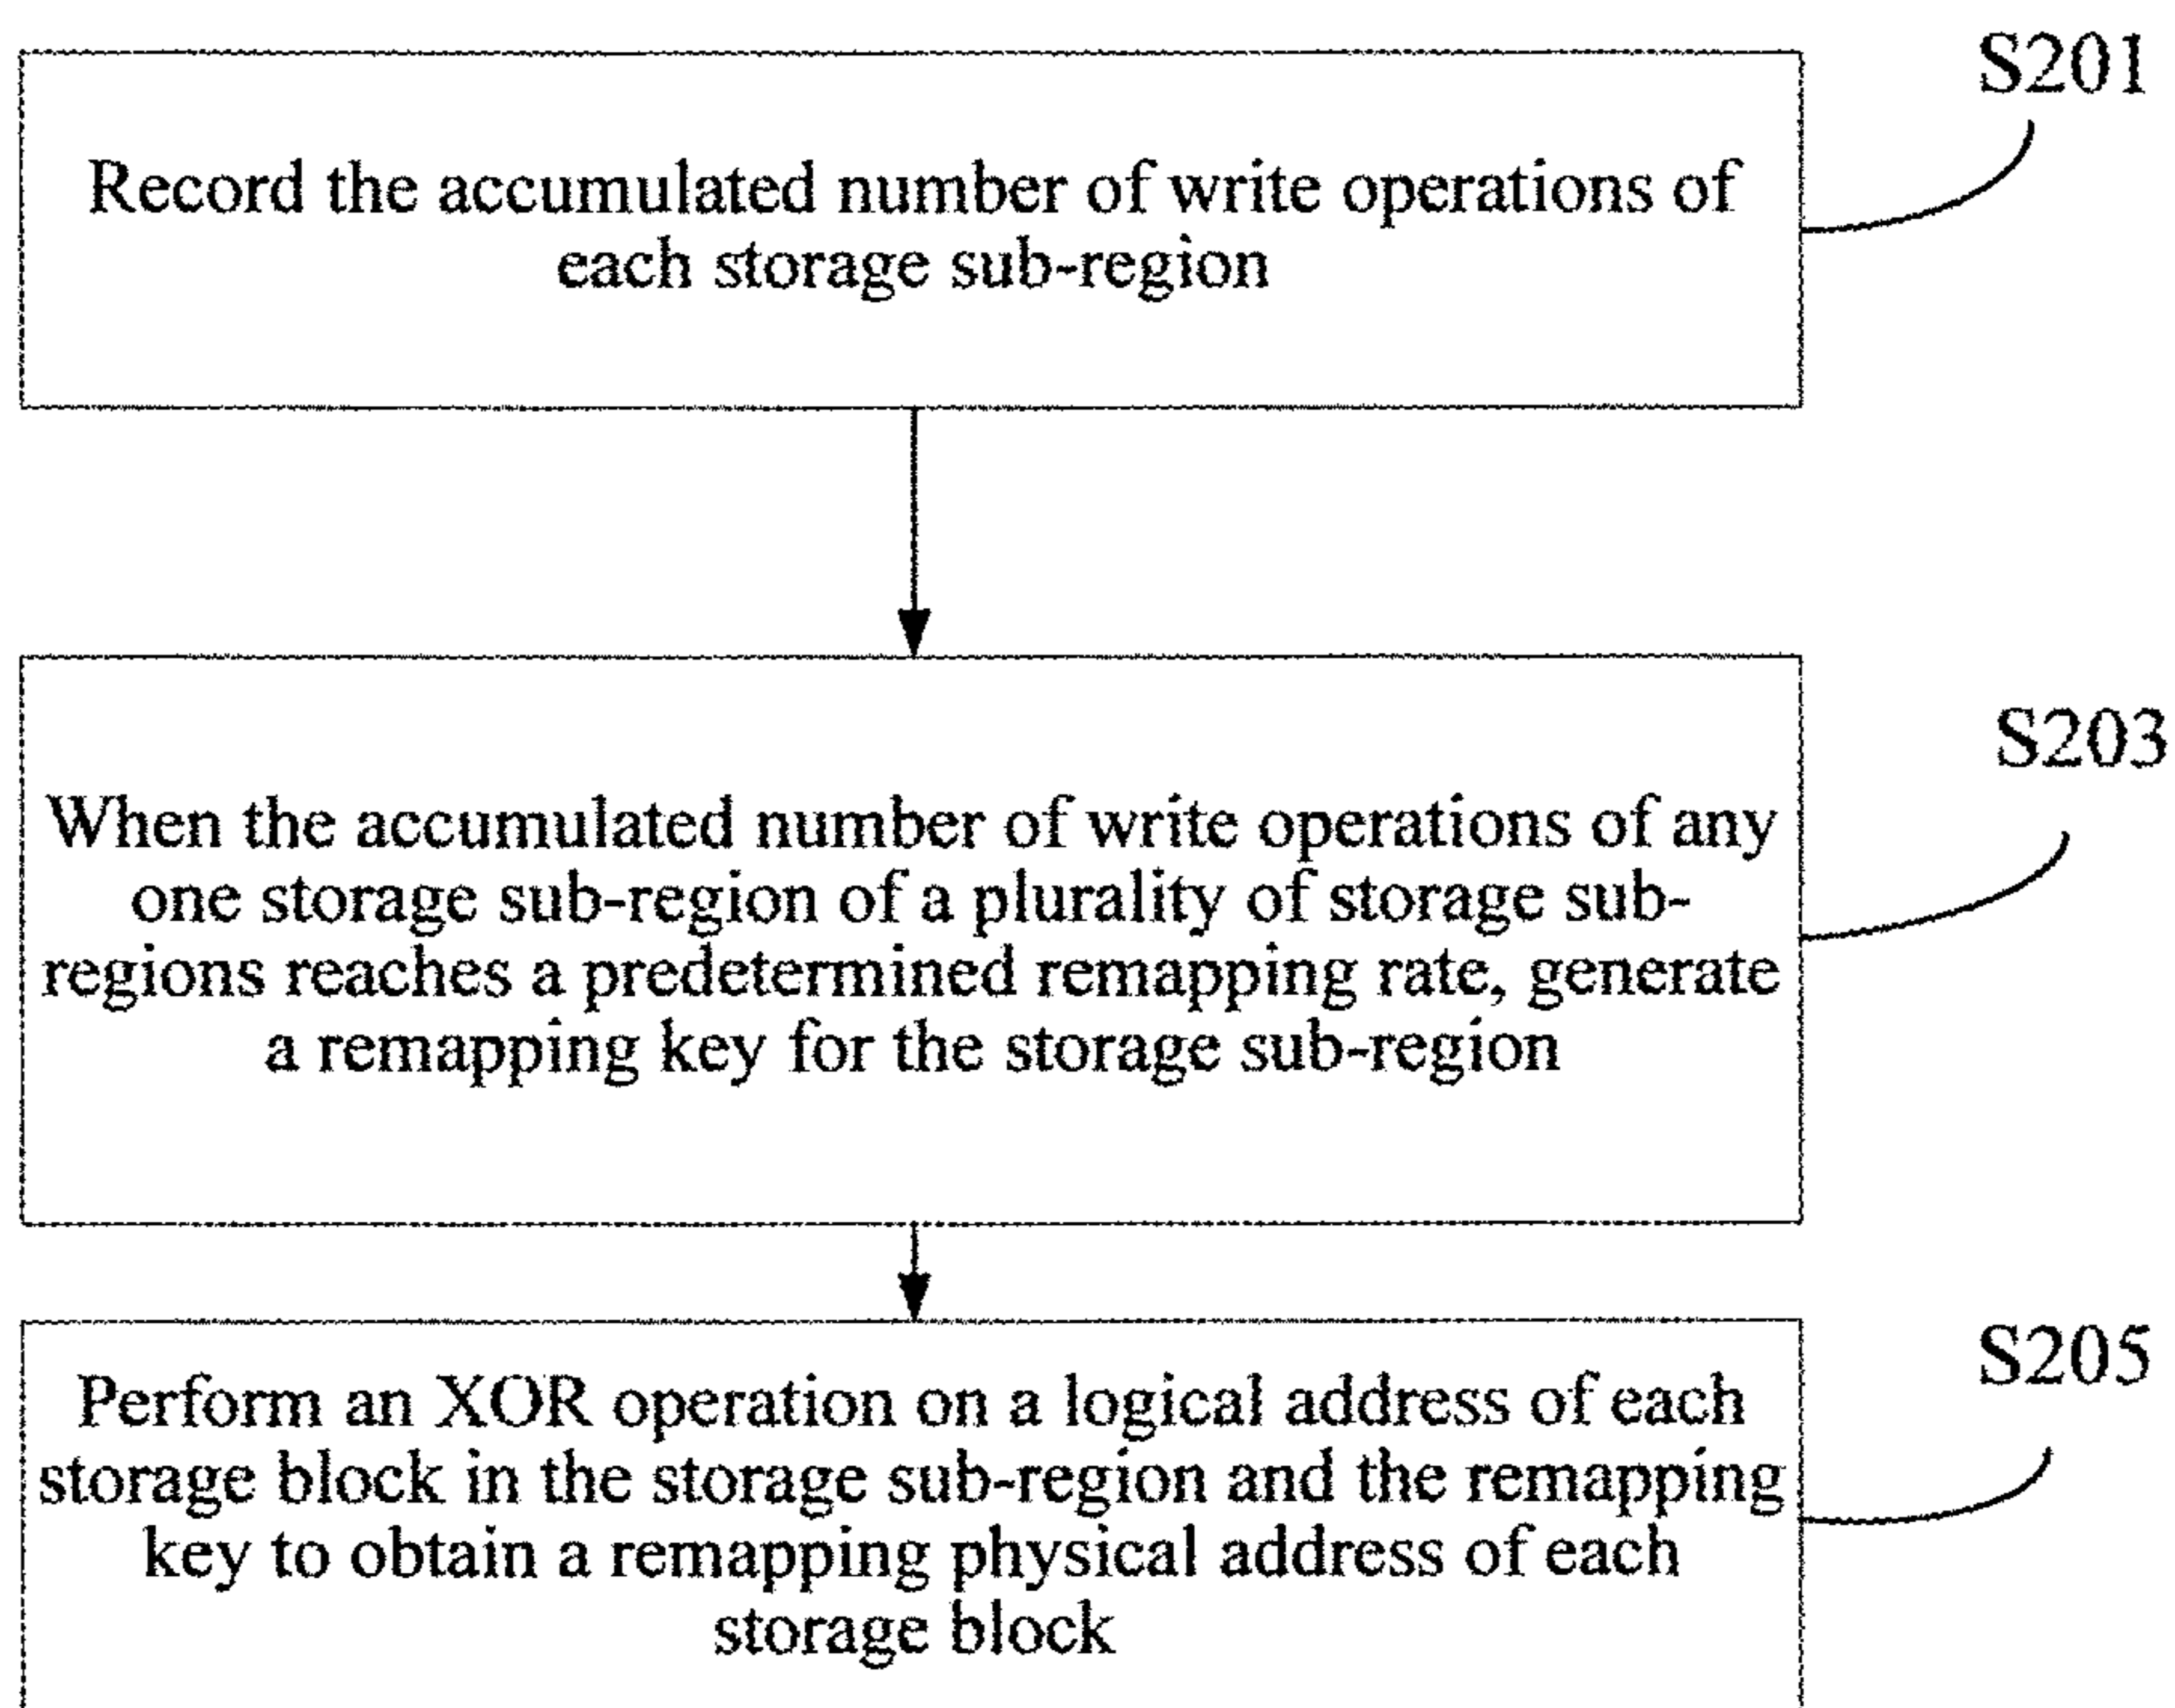 S201
Record the accumulated number of write operations of
each storage sub-region
S203
When the accumulated number of write operations of any
one storage sub-region of a plurality of storage sub-
regions reaches a predetermined remapping rate, generate
a remapping key for the storage sub-region
S205
Perform an XOR operation on a logical address of each
storage block in the storage sub-region and the remapping
key to obtain a remapping physical address of each
storage block